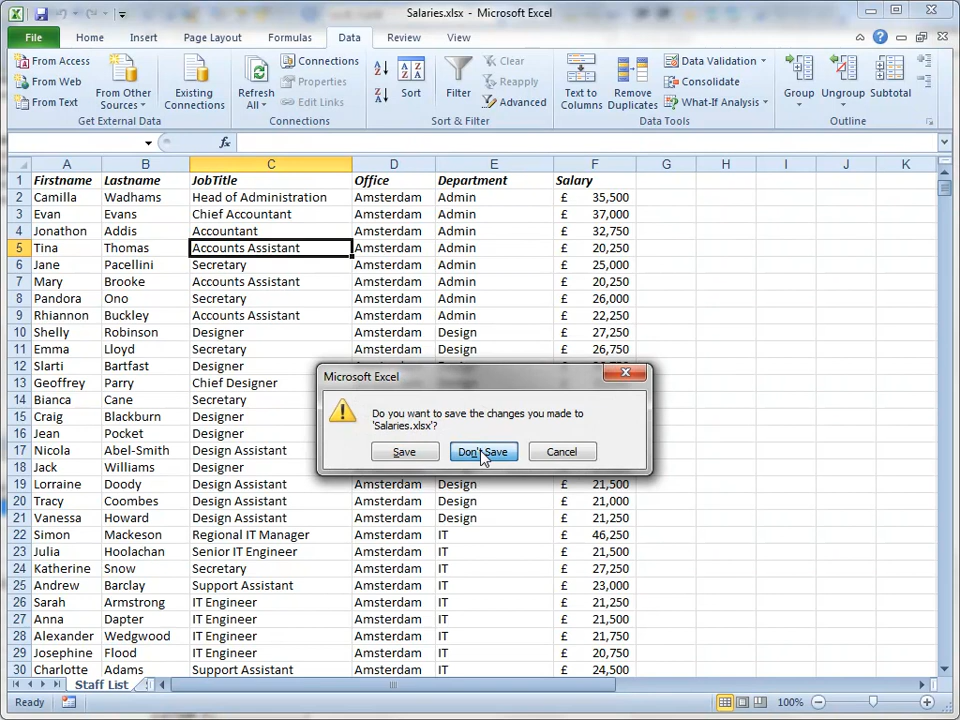 Salaries.xlsx - Microsoft Excel
File Home Insert Page Layout Formulas Data Review View
From Access
From Web
From Text
From Other Sources
Existing Connections
Get External Data
Refresh All
Connections
Properties
Edit Links
Connections
Sort
Filter
Clear
Reapply
Advanced
Sort & Filter
Text to Columns
Remove Duplicates
Data Validation
Consolidate
What-If Analysis
Data Tools
Group
Ungroup
Subtotal
Outline
fx
A B C D E F G H I J K
1 Firstname Lastname JobTitle Office Department Salary
2 Camilla Wadhams Head of Administration Amsterdam Admin £ 35,500
3 Evan Evans Chief Accountant Amsterdam Admin £ 37,000
4 Jonathon Addis Accountant Amsterdam Admin £ 32,750
5 Tina Thomas Accounts Assistant Amsterdam Admin £ 20,250
6 Jane Pacellini Secretary Amsterdam Admin £ 25,000
7 Mary Brooke Accounts Assistant Amsterdam Admin £ 20,250
8 Pandora Ono Secretary Amsterdam Admin £ 26,000
9 Rhiannon Buckley Accounts Assistant Amsterdam Admin £ 22,250
10 Shelly Robinson Designer Amsterdam Design £ 27,250
11 Emma Lloyd Secretary Amsterdam Design £ 26,750
12 Slarti Bartfast Designer
13 Geoffrey Parry Chief Designer
14 Bianca Cane Secretary
15 Craig Blackburn Designer
16 Jean Pocket Designer
17 Nicola Abel-Smith Design Assistant
18 Jack Williams Designer
19 Lorraine Doody Design Assistant Amsterdam Design £ 21,500
20 Tracy Coombes Design Assistant Amsterdam Design £ 21,000
21 Vanessa Howard Design Assistant Amsterdam Design £ 21,250
22 Simon Mackeson Regional IT Manager Amsterdam IT £ 46,250
23 Julia Hoolachan Senior IT Engineer Amsterdam IT £ 21,500
24 Katherine Snow Secretary Amsterdam IT £ 27,250
25 Andrew Barclay Support Assistant Amsterdam IT £ 23,000
26 Sarah Armstrong IT Engineer Amsterdam IT £ 21,250
27 Anna Dapter IT Engineer Amsterdam IT £ 21,500
28 Alexander Wedgwood IT Engineer Amsterdam IT £ 21,750
29 Josephine Flood IT Engineer Amsterdam IT £ 20,750
30 Charlotte Adams Support Assistant Amsterdam IT £ 24,500
Microsoft Excel
Do you want to save the changes you made to
'Salaries.xlsx'?
Save Don't Save Cancel
Staff List
Ready 100%